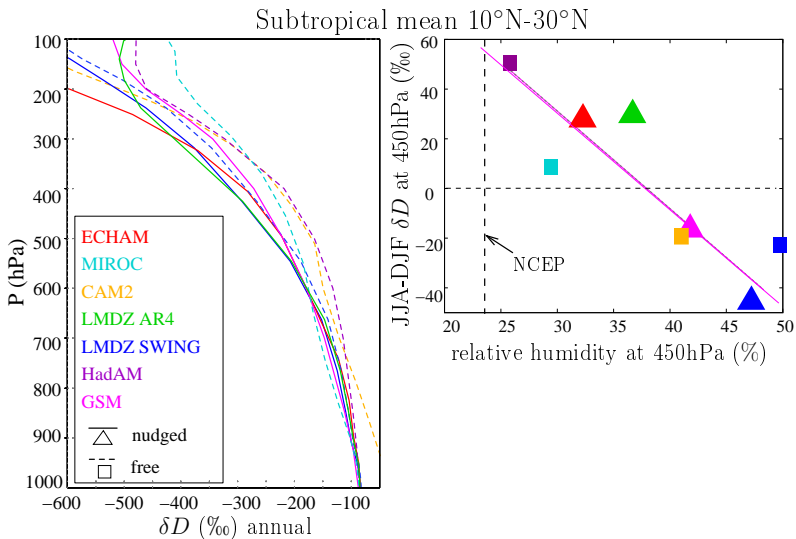 Subtropical mean 10°N-30°N
P (hPa)
100
200
300
400
500
600
700
800
900
1000
ECHAM
MIROC
CAM2
LMDZ AR4
LMDZ SWING
HadAM
GSM
nudged
free
−600 −500 −400 −300 −200 −100
δD (‰) annual
JJA-DJF δD at 450hPa (‰)
60
40
20
0
−20
−40
NCEP
20 25 30 35 40 45 50
relative humidity at 450hPa (%)